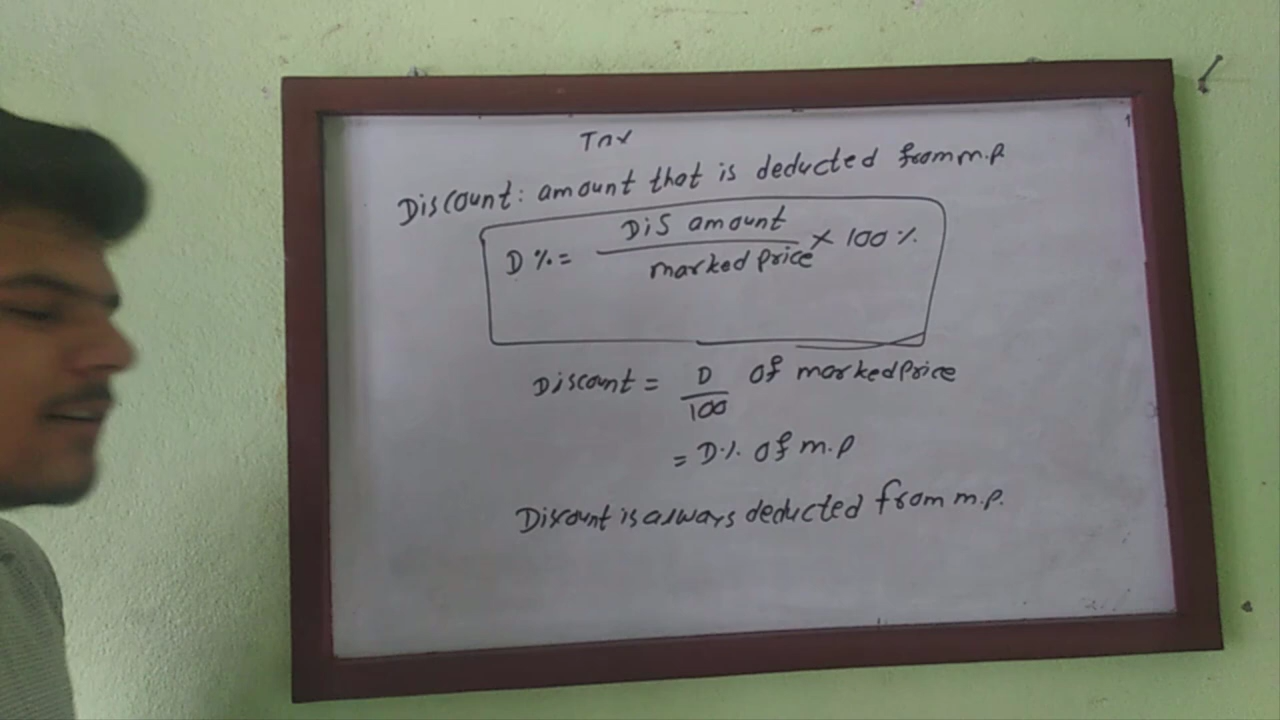 Tax
Discount: amount that is deducted from m.p
D %= Dis amount / marked price × 100 %
Discount = D / 100 of marked Price
= D% of m.p
Discount is always deducted from m.p.